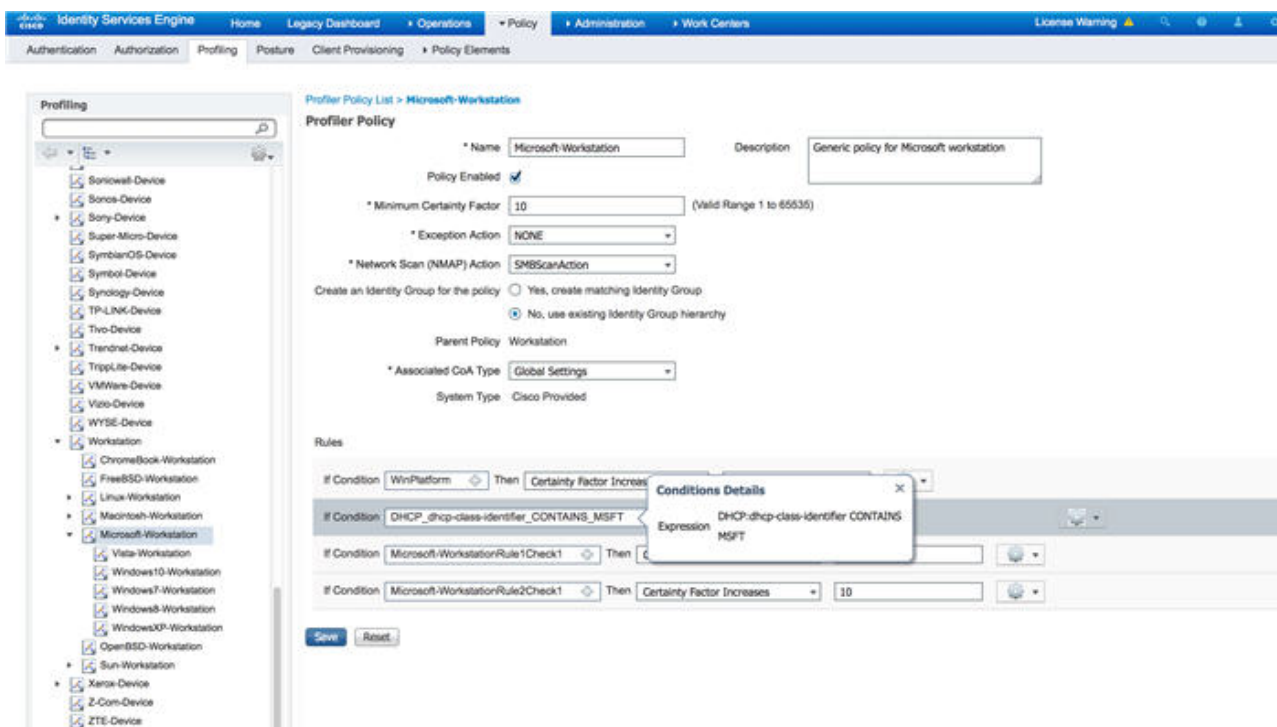 cisco Identity Services Engine Home Legacy Dashboard Operations Policy Administration Work Centers License Warning
Authentication Authorization Profiling Posture Client Provisioning Policy Elements
Profiling
Soniowall-Device
Sonos-Device
Sony-Device
Super-Micro-Device
SymbianOS-Device
Symbol-Device
Synology-Device
TP-LINK-Device
Tivo-Device
Trendnet-Device
TrippLite-Device
VMWare-Device
Vizio-Device
WYSE-Device
Workstation
ChromeBook-Workstation
FreeBSD-Workstation
Linux-Workstation
Macintosh-Workstation
Microsoft-Workstation
Vista-Workstation
Windows10-Workstation
Windows7-Workstation
Windows8-Workstation
WindowsXP-Workstation
OpenBSD-Workstation
Sun-Workstation
Xerox-Device
Z-Com-Device
ZTE-Device
Profiler Policy List > Microsoft-Workstation
Profiler Policy
* Name Microsoft-Workstation Description Generic policy for Microsoft workstation
Policy Enabled
* Minimum Certainty Factor 10 (Valid Range 1 to 65535)
* Exception Action NONE
* Network Scan (NMAP) Action SMBScanAction
Create an Identity Group for the policy Yes, create matching Identity Group
No, use existing Identity Group hierarchy
Parent Policy Workstation
* Associated CoA Type Global Settings
System Type Cisco Provided
Rules
If Condition WinPlatform Then Certainty Factor Increas
If Condition DHCP_dhcp-class-identifier_CONTAINS_MSFT
Conditions Details
Expression DHCP:dhcp-class-identifier CONTAINS
MSFT
If Condition Microsoft-WorkstationRule1Check1 Then
If Condition Microsoft-WorkstationRule2Check1 Then Certainty Factor Increases 10
Save Reset